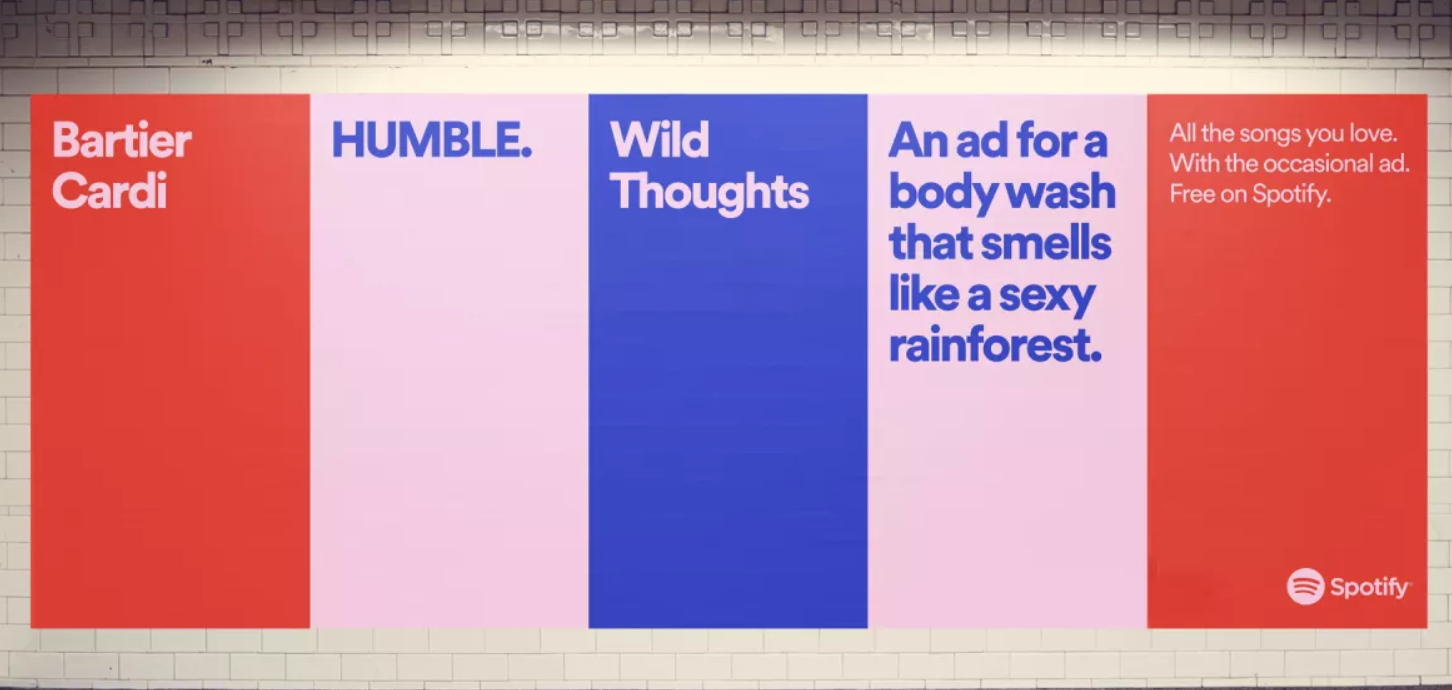 Bartier
Cardi
HUMBLE.
Wild
Thoughts
An ad for a
body wash
that smells
like a sexy
rainforest.
All the songs you love.
With the occasional ad.
Free on Spotify.
Spotify